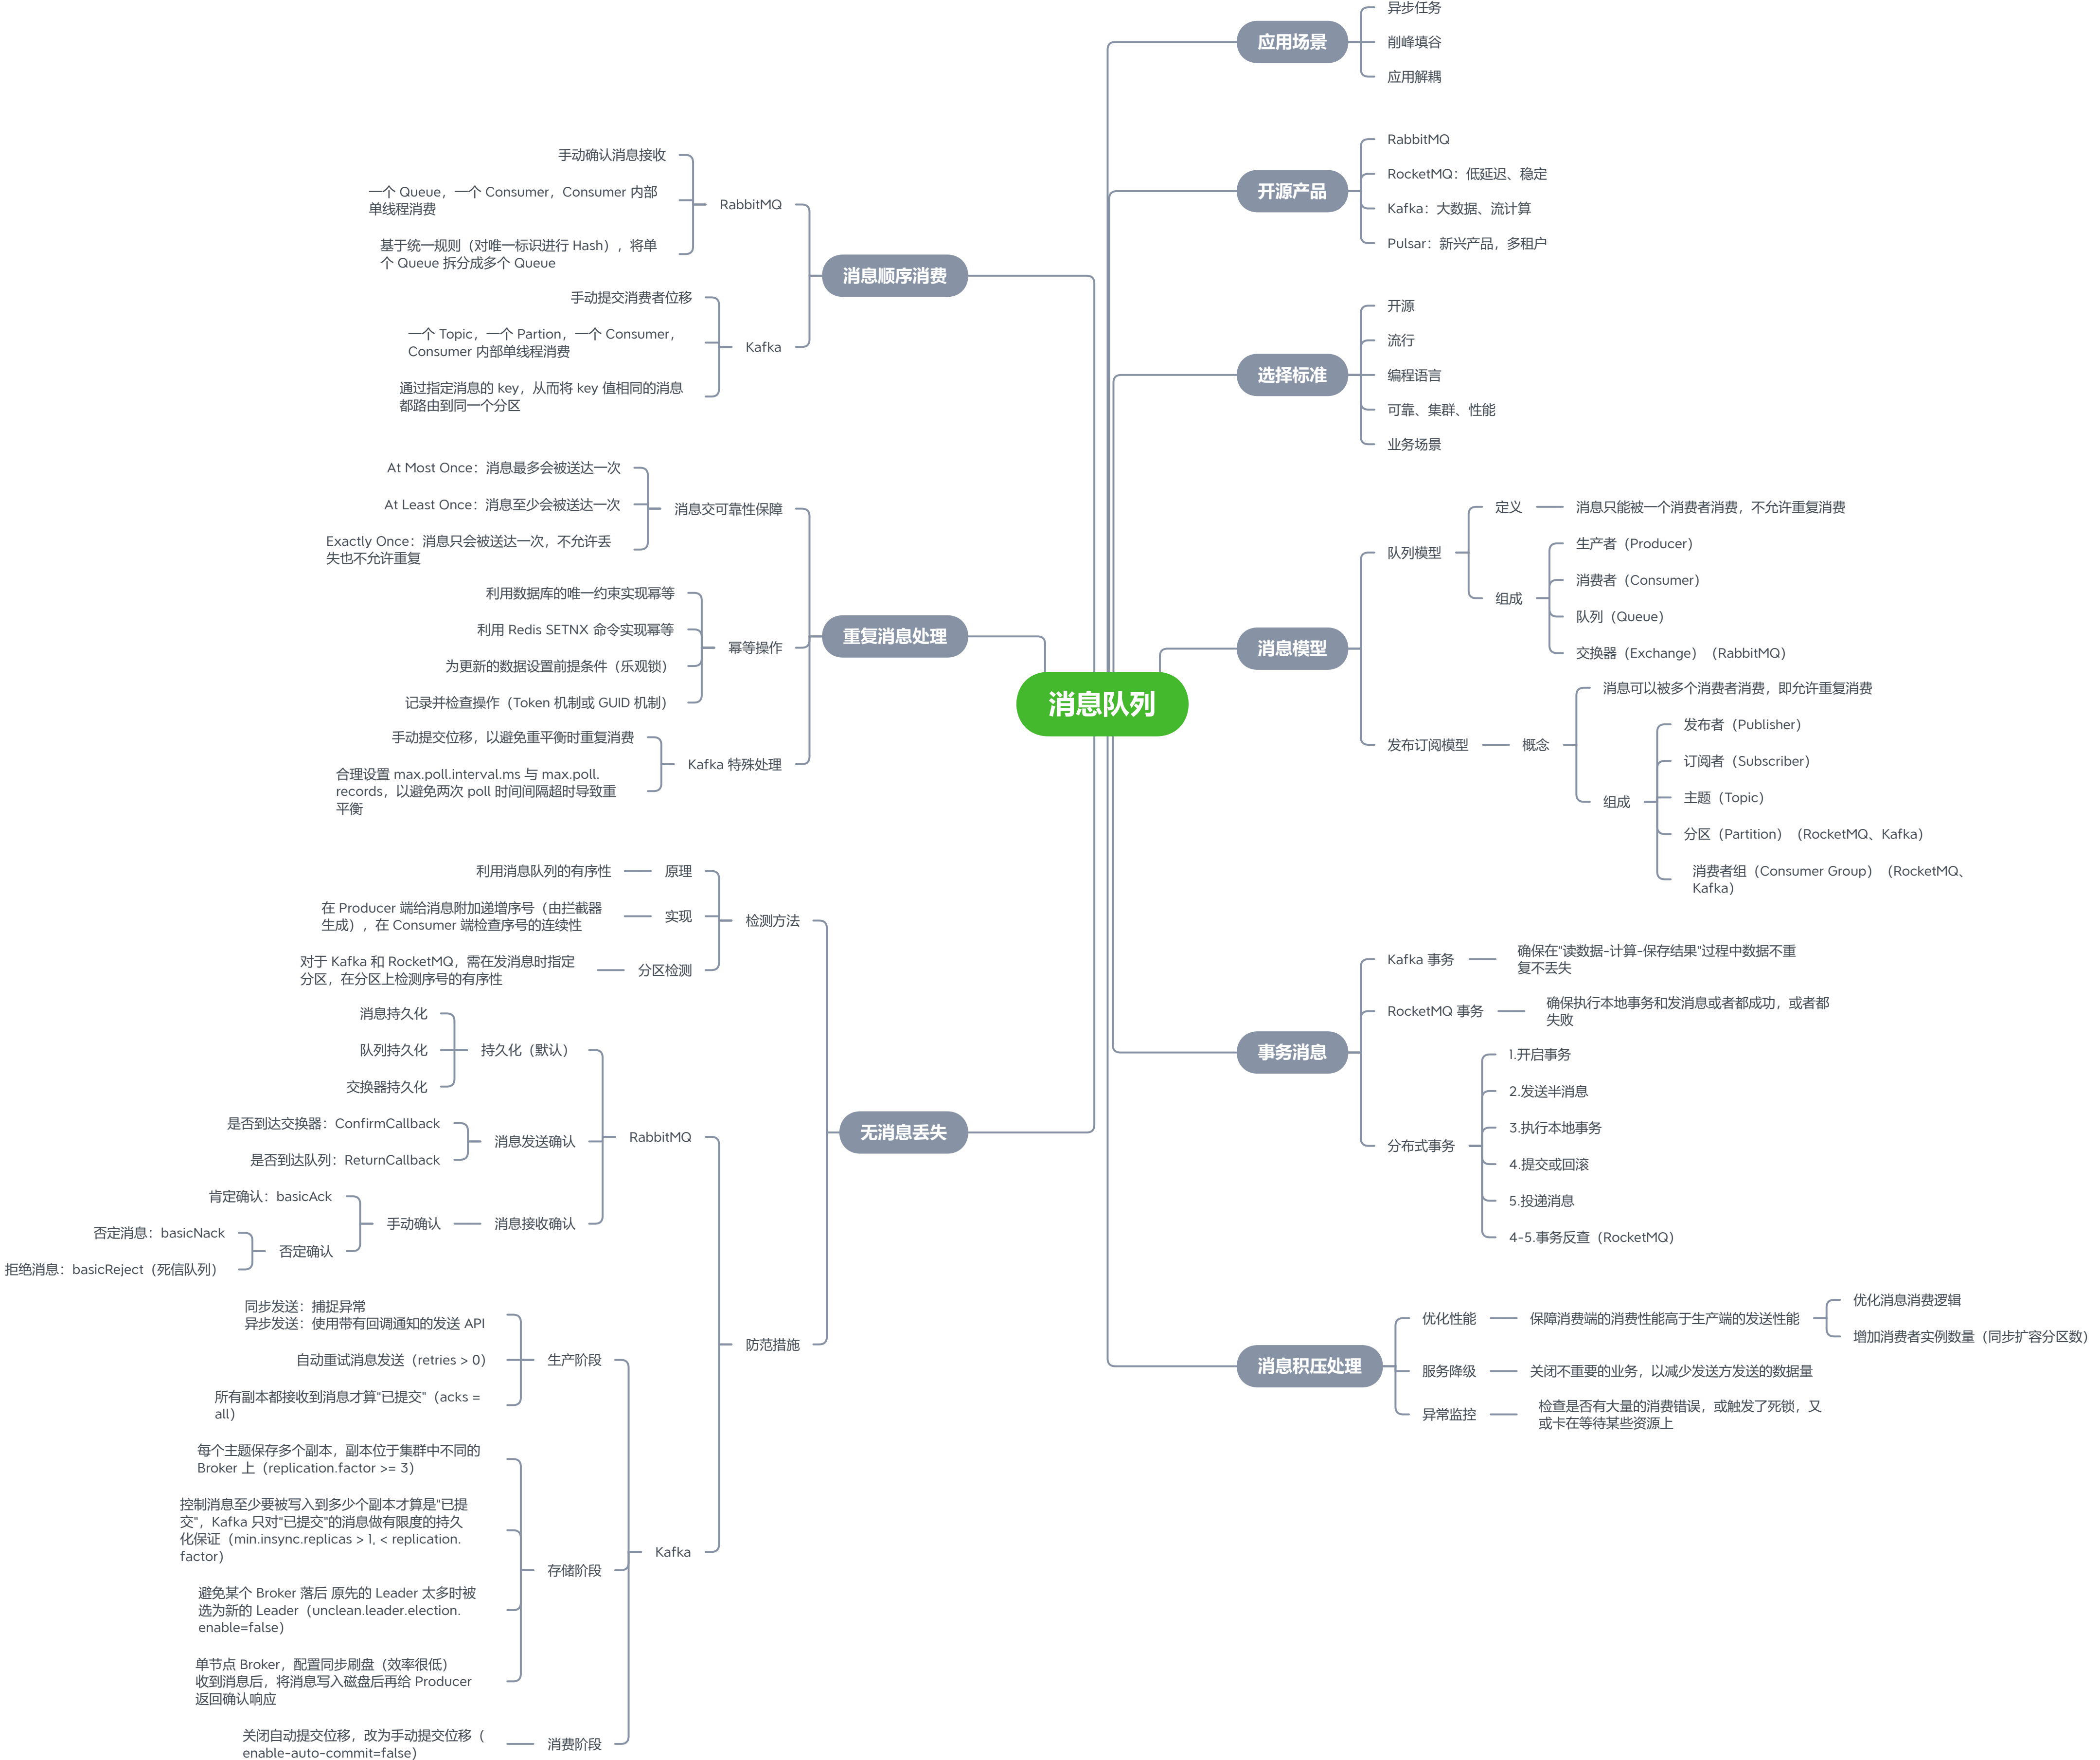 消息队列
应用场景
异步任务
削峰填谷
应用解耦
开源产品
RabbitMQ
RocketMQ：低延迟、稳定
Kafka：大数据、流计算
Pulsar：新兴产品，多租户
选择标准
开源
流行
编程语言
可靠、集群、性能
业务场景
消息模型
队列模型
定义
消息只能被一个消费者消费，不允许重复消费
组成
生产者（Producer）
消费者（Consumer）
队列（Queue）
交换器（Exchange）（RabbitMQ）
发布订阅模型
概念
消息可以被多个消费者消费，即允许重复消费
组成
发布者（Publisher）
订阅者（Subscriber）
主题（Topic）
分区（Partition）（RocketMQ、Kafka）
消费者组（Consumer Group）（RocketMQ、
Kafka）
事务消息
Kafka 事务
确保在"读数据-计算-保存结果"过程中数据不重
复不丢失
RocketMQ 事务
确保执行本地事务和发消息或者都成功，或者都
失败
分布式事务
1.开启事务
2.发送半消息
3.执行本地事务
4.提交或回滚
5.投递消息
4-5.事务反查（RocketMQ）
消息积压处理
优化性能
保障消费端的消费性能高于生产端的发送性能
优化消息消费逻辑
增加消费者实例数量（同步扩容分区数）
服务降级
关闭不重要的业务，以减少发送方发送的数据量
异常监控
检查是否有大量的消费错误，或触发了死锁，又
或卡在等待某些资源上
消息顺序消费
RabbitMQ
手动确认消息接收
一个 Queue，一个 Consumer，Consumer 内部
单线程消费
基于统一规则（对唯一标识进行 Hash），将单
个 Queue 拆分成多个 Queue
Kafka
手动提交消费者位移
一个 Topic，一个 Partion，一个 Consumer，
Consumer 内部单线程消费
通过指定消息的 key，从而将 key 值相同的消息
都路由到同一个分区
重复消息处理
消息交可靠性保障
At Most Once：消息最多会被送达一次
At Least Once：消息至少会被送达一次
Exactly Once：消息只会被送达一次，不允许丢
失也不允许重复
幂等操作
利用数据库的唯一约束实现幂等
利用 Redis SETNX 命令实现幂等
为更新的数据设置前提条件（乐观锁）
记录并检查操作（Token 机制或 GUID 机制）
Kafka 特殊处理
手动提交位移，以避免重平衡时重复消费
合理设置 max.poll.interval.ms 与 max.poll.
records，以避免两次 poll 时间间隔超时导致重
平衡
无消息丢失
检测方法
原理
利用消息队列的有序性
实现
在 Producer 端给消息附加递增序号（由拦截器
生成），在 Consumer 端检查序号的连续性
分区检测
对于 Kafka 和 RocketMQ，需在发消息时指定
分区，在分区上检测序号的有序性
防范措施
RabbitMQ
持久化（默认）
消息持久化
队列持久化
交换器持久化
消息发送确认
是否到达交换器：ConfirmCallback
是否到达队列：ReturnCallback
消息接收确认
手动确认
肯定确认：basicAck
否定确认
否定消息：basicNack
拒绝消息：basicReject（死信队列）
Kafka
生产阶段
同步发送：捕捉异常
异步发送：使用带有回调通知的发送 API
自动重试消息发送（retries > 0）
所有副本都接收到消息才算"已提交"（acks =
all）
存储阶段
每个主题保存多个副本，副本位于集群中不同的
Broker 上（replication.factor >= 3）
控制消息至少要被写入到多少个副本才算是"已提
交"，Kafka 只对"已提交"的消息做有限度的持久
化保证（min.insync.replicas > 1, < replication.
factor）
避免某个 Broker 落后 原先的 Leader 太多时被
选为新的 Leader（unclean.leader.election.
enable=false）
单节点 Broker，配置同步刷盘（效率很低）
收到消息后，将消息写入磁盘后再给 Producer
返回确认响应
消费阶段
关闭自动提交位移，改为手动提交位移（
enable-auto-commit=false）